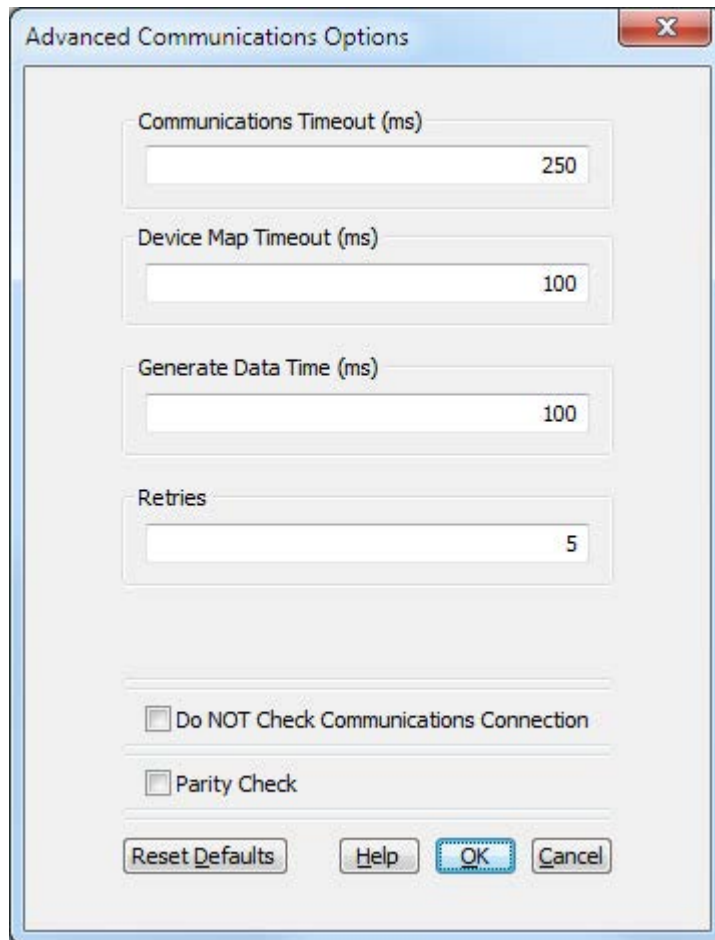 Advanced Communications Options
Communications Timeout (ms)
250
Device Map Timeout (ms)
100
Generate Data Time (ms)
100
Retries
5
Do NOT Check Communications Connection
Parity Check
Reset Defaults Help OK Cancel